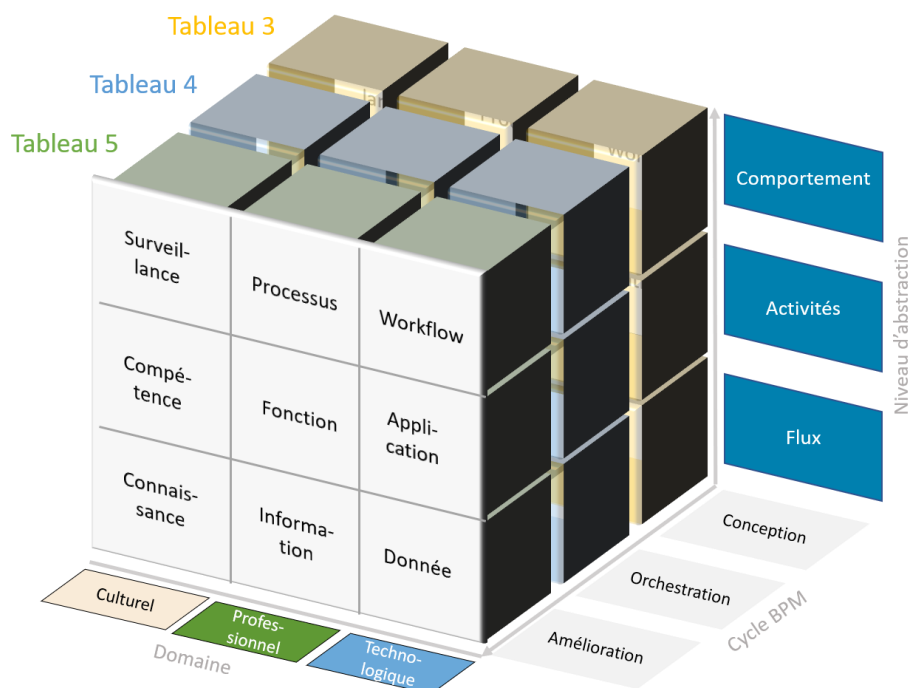 Tableau 3
Tableau 4
Tableau 5
Surveil-
lance
Processus
Workflow
Compé-
tence
Fonction
Appli-
cation
Connais-
sance
Informa-
tion
Donnée
Comportement
Activités
Flux
Niveau d'abstraction
Conception
Orchestration
Amélioration
Cycle BPM
Culturel
Profes-
sionnel
Techno-
logique
Domaine